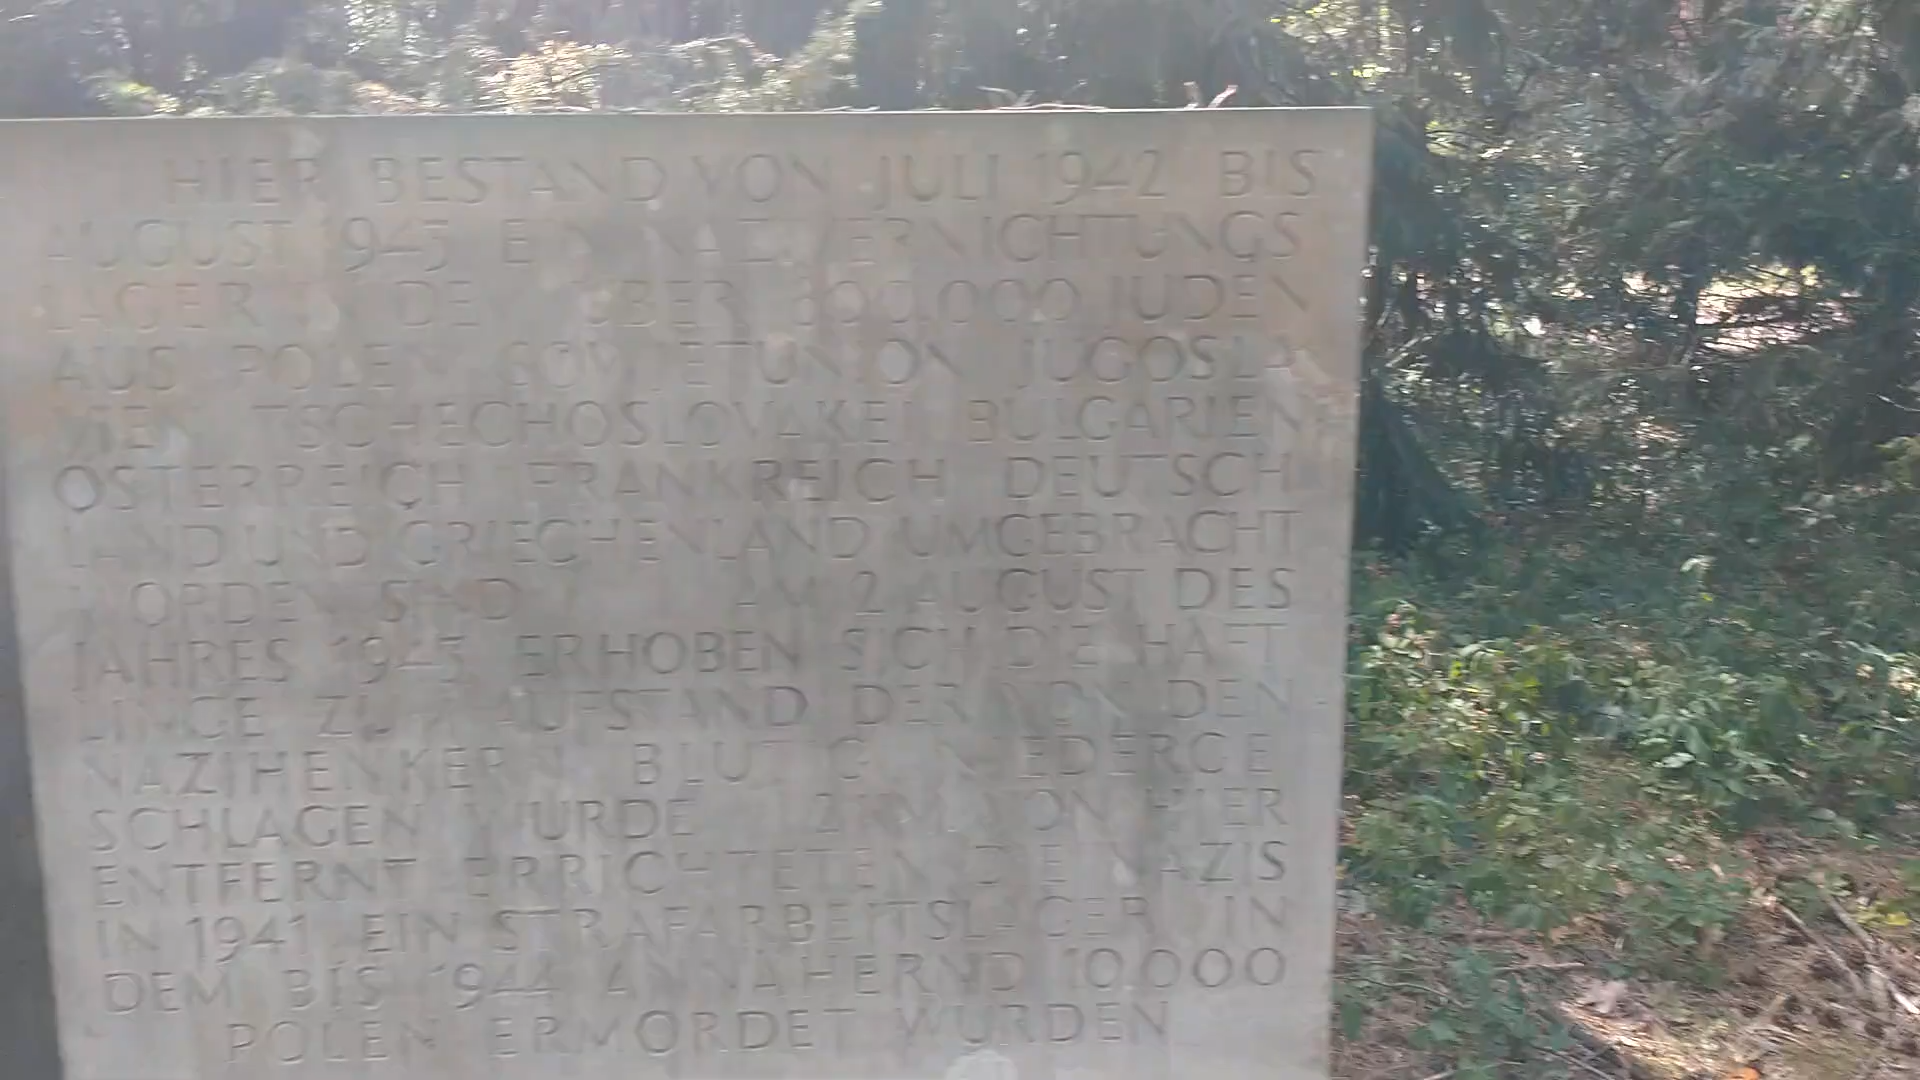 HIER BESTAND VON JULI 1942 BIS
AUGUST 1943 EIN NAZIVERNICHTUNGS
LAGER IN DEM ÜBER 800.000 JUDEN
AUS POLEN SOWJETUNION JUGOSLA
WIEN TSCHECHOSLOVAKEI BULGARIEN
OSTERREICH FRANKREICH DEUTSCH
LAND UND GRIECHENLAND UMGEBRACHT
WORDEN SIND AM 2 AUGUST DES
JAHRES 1943 ERHOBEN SICH DIE HAFT
LINGE ZUM AUFSTAND DER VON DEN
NAZIHENKERN BLUTIG NIEDERGE
SCHLAGEN WURDE 2 KM VON HIER
ENTFERNT ERRICHTETEN DIE NAZIS
IN 1941 EIN STRAFARBEITSLAGER IN
DEM BIS 1944 ANNAHERND 10.000
POLEN ERMORDET WURDEN